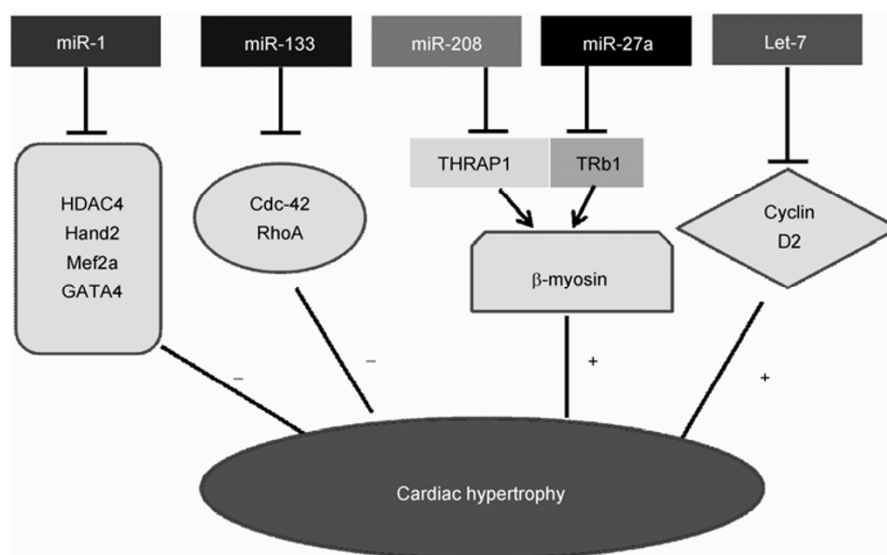 miR-1
miR-133
miR-208
miR-27a
Let-7
HDAC4
Hand2
Mef2a
GATA4
Cdc-42
RhoA
THRAP1
TRb1
β-myosin
Cyclin
D2
–
–
+
+
Cardiac hypertrophy